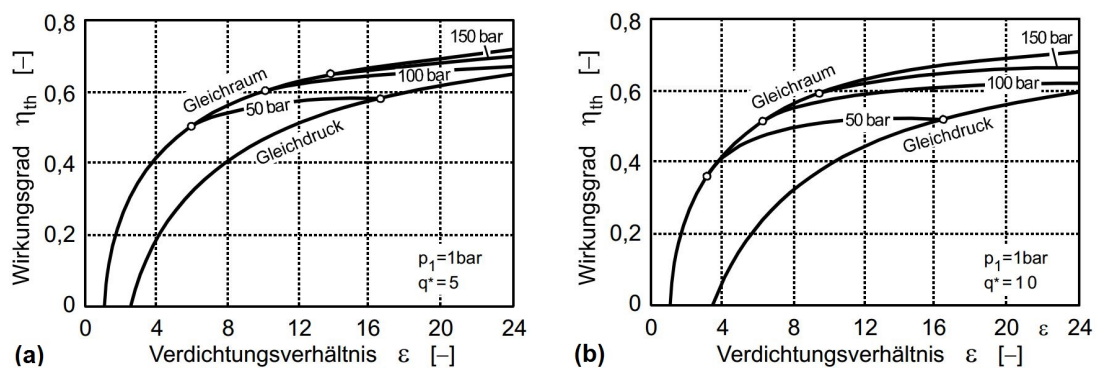 0,8
0,6
0,4
0,2
0
Wirkungsgrad η_th [–]
Gleichraum
50 bar
Gleichdruck
100 bar
150 bar
p₁=1bar
q*=5
0 4 8 12 16 20 24
(a) Verdichtungsverhältnis ε [–]
0,8
0,6
0,4
0,2
0
Wirkungsgrad η_th [–]
Gleichraum
50 bar
Gleichdruck
100 bar
150 bar
p₁=1bar
q*=10
0 4 8 12 16 20 ε 24
(b) Verdichtungsverhältnis ε [–]